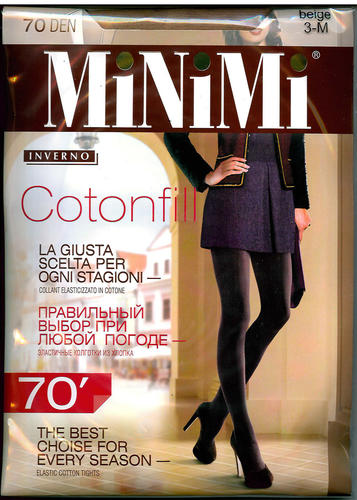 70 DEN
beige
3-M
MiNiMi®
INVERNO
Cotonfill
LA GIUSTA
SCELTA PER
OGNI STAGIONI —
COLLANT ELASTICIZZATO IN COTONE
ПРАВИЛЬНЫЙ
ВЫБОР ПРИ
ЛЮБОЙ ПОГОДЕ —
ЭЛАСТИЧНЫЕ КОЛГОТКИ ИЗ ХЛОПКА
70′
THE BEST
CHOISE FOR
EVERY SEASON —
ELASTIC COTTON TIGHTS